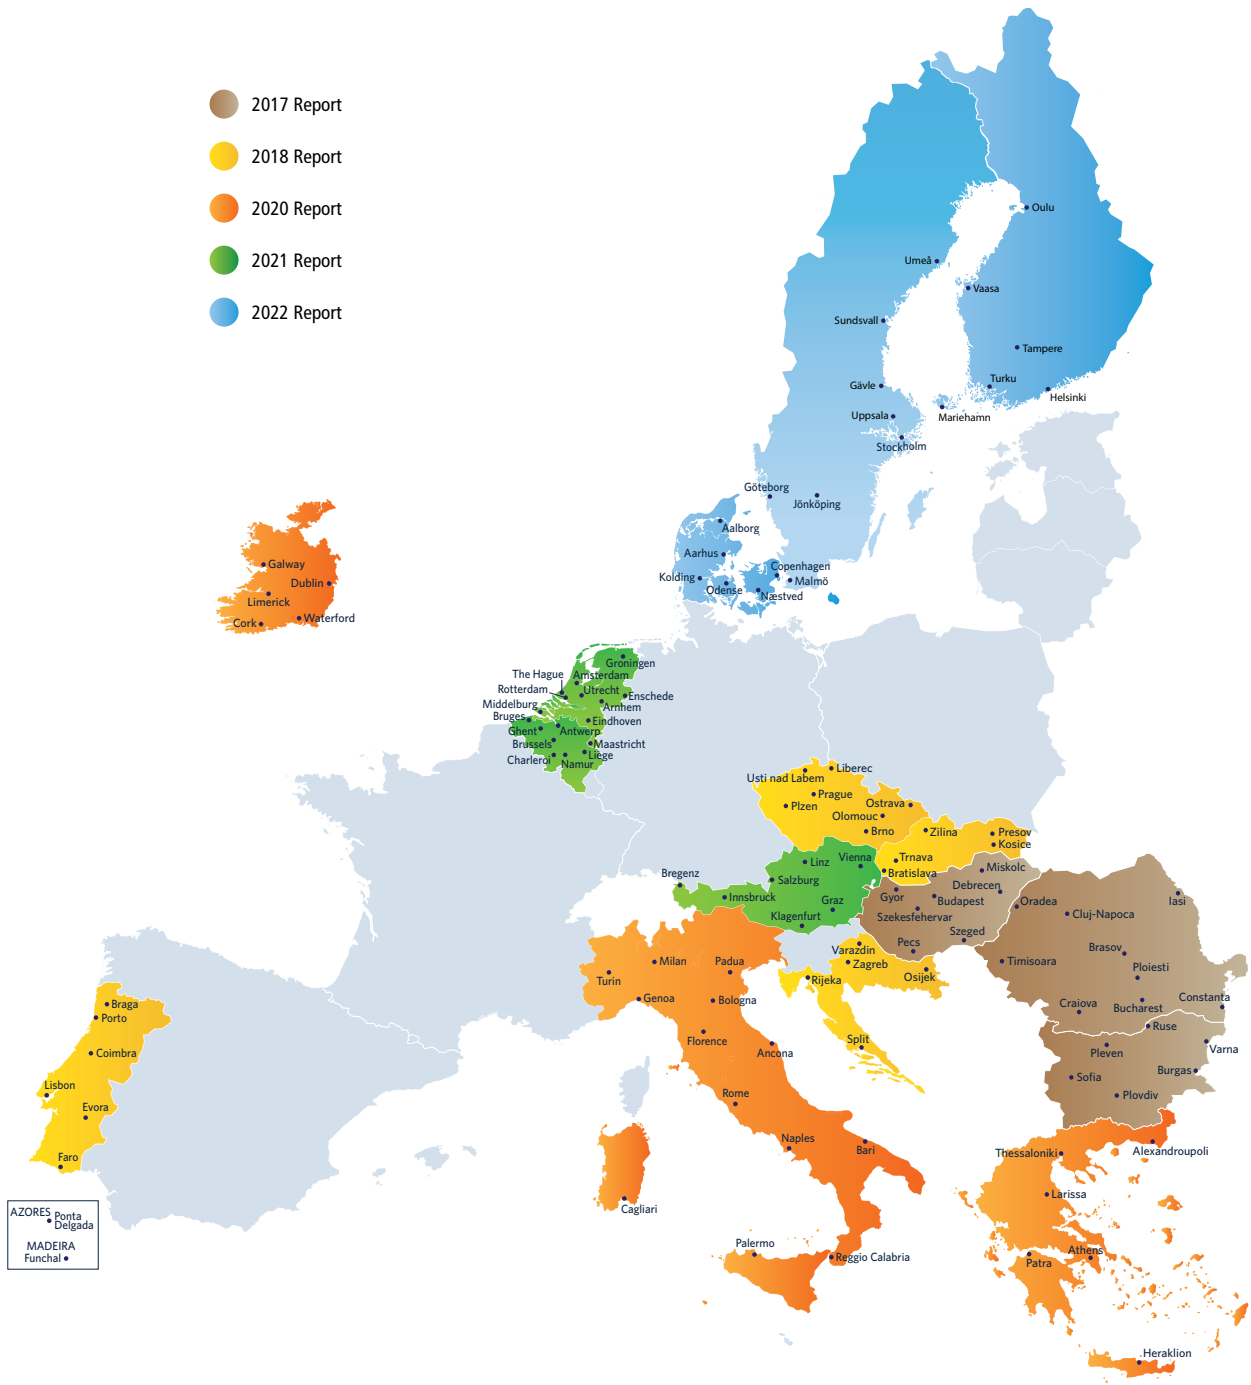 2017 Report
2018 Report
2020 Report
2021 Report
2022 Report
Oulu
Umeå
Vaasa
Sundsvall
Tampere
Gävle
Turku
Helsinki
Uppsala
Mariehamn
Stockholm
Göteborg
Jönköping
Aalborg
Aarhus
Copenhagen
Kolding
Malmö
Odense
Næstved
Galway
Dublin
Limerick
Cork
Waterford
Groningen
The Hague
Amsterdam
Rotterdam
Utrecht
Enschede
Middelburg
Arnhem
Bruges
Eindhoven
Ghent
Antwerp
Brussels
Maastricht
Charleroi
Liege
Namur
Usti nad Labem
Liberec
Prague
Plzen
Ostrava
Olomouc
Brno
Zilina
Presov
Kosice
Trnava
Bratislava
Linz
Vienna
Bregenz
Salzburg
Innsbruck
Graz
Klagenfurt
Miskolc
Debrecen
Gyor
Budapest
Szekesfehervar
Szeged
Pecs
Oradea
Iasi
Cluj-Napoca
Timisoara
Brasov
Ploiesti
Craiova
Bucharest
Constanta
Ruse
Pleven
Varna
Sofia
Burgas
Plovdiv
Varazdin
Zagreb
Osijek
Rijeka
Split
Milan
Padua
Turin
Genoa
Bologna
Florence
Ancona
Rome
Naples
Bari
Cagliari
Palermo
Reggio Calabria
Braga
Porto
Coimbra
Lisbon
Evora
Faro
AZORES
Ponta
Delgada
MADEIRA
Funchal
Thessaloniki
Alexandroupoli
Larissa
Athens
Patra
Heraklion